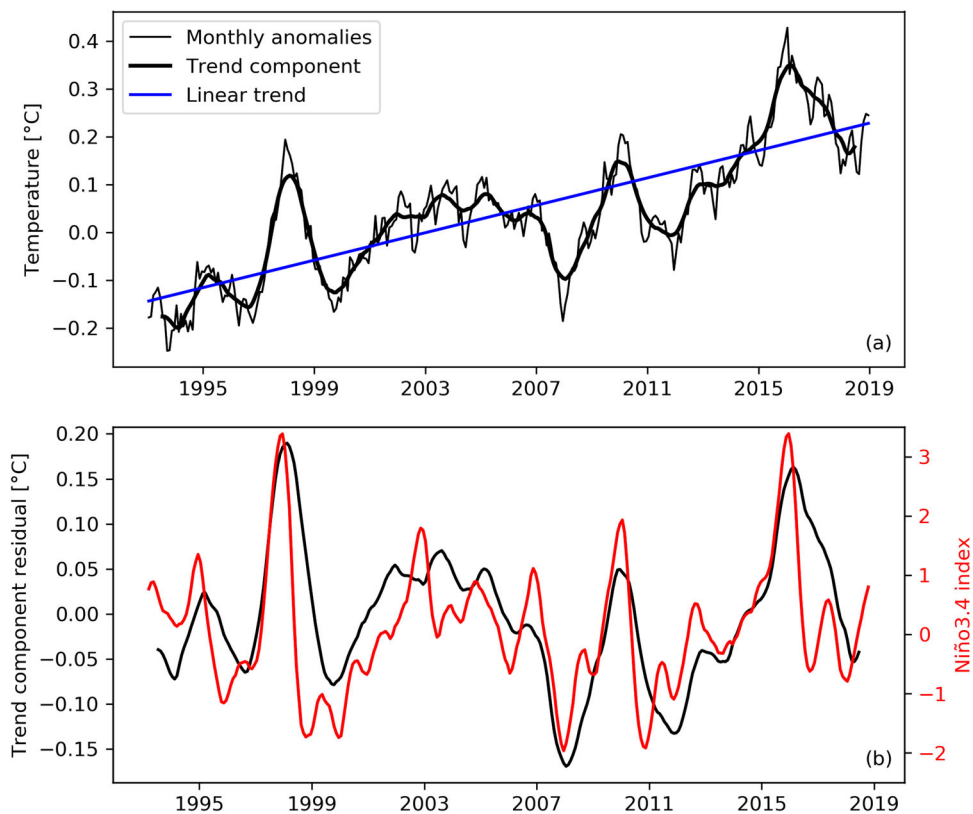 Monthly anomalies
Trend component
Linear trend
Temperature [°C]
0.4
0.3
0.2
0.1
0.0
−0.1
−0.2
(a)
1995 1999 2003 2007 2011 2015 2019
Trend component residual [°C]
0.20
0.15
0.10
0.05
0.00
−0.05
−0.10
−0.15
3
2
1
0
−1
−2
Niño3.4 index
(b)
1995 1999 2003 2007 2011 2015 2019